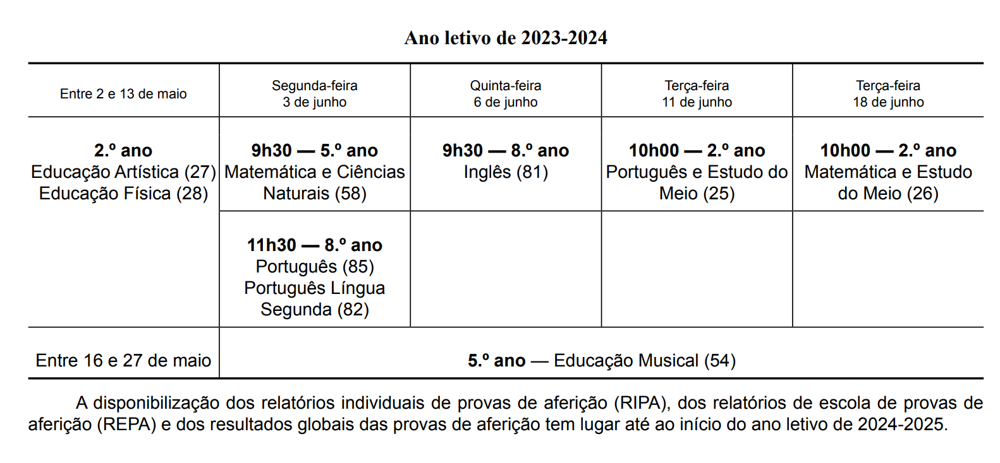 Ano letivo de 2023-2024
Entre 2 e 13 de maio
Segunda-feira
3 de junho
Quinta-feira
6 de junho
Terça-feira
11 de junho
Terça-feira
18 de junho
2.º ano
Educação Artística (27)
Educação Física (28)
9h30 — 5.º ano
Matemática e Ciências
Naturais (58)
9h30 — 8.º ano
Inglês (81)
10h00 — 2.º ano
Português e Estudo do
Meio (25)
10h00 — 2.º ano
Matemática e Estudo
do Meio (26)
11h30 — 8.º ano
Português (85)
Português Língua
Segunda (82)
Entre 16 e 27 de maio
5.º ano — Educação Musical (54)
A disponibilização dos relatórios individuais de provas de aferição (RIPA), dos relatórios de escola de provas de
aferição (REPA) e dos resultados globais das provas de aferição tem lugar até ao início do ano letivo de 2024-2025.